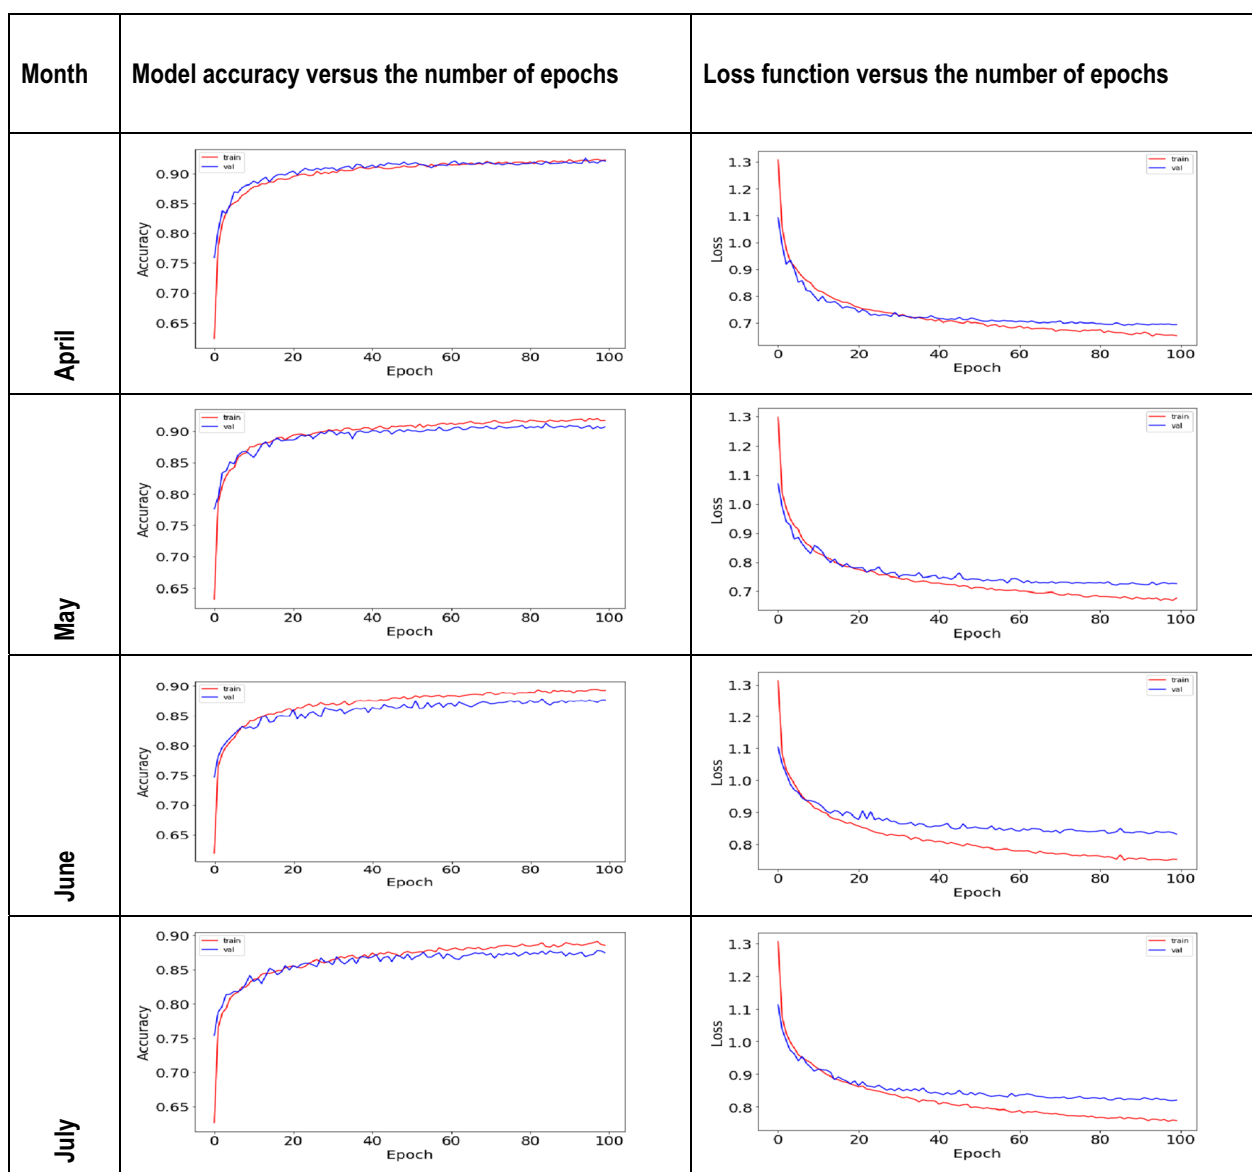 Month
Model accuracy versus the number of epochs
Loss function versus the number of epochs
April
train
val
0.90
0.85
0.80
0.75
0.70
0.65
Accuracy
0 20 40 60 80 100
Epoch
train
val
1.3
1.2
1.1
1.0
0.9
0.8
0.7
Loss
0 20 40 60 80 100
Epoch
May
train
val
0.90
0.85
0.80
0.75
0.70
0.65
Accuracy
0 20 40 60 80 100
Epoch
train
val
1.3
1.2
1.1
1.0
0.9
0.8
0.7
Loss
0 20 40 60 80 100
Epoch
June
train
val
0.90
0.85
0.80
0.75
0.70
0.65
Accuracy
0 20 40 60 80 100
Epoch
train
val
1.3
1.2
1.1
1.0
0.9
0.8
Loss
0 20 40 60 80 100
Epoch
July
train
val
0.90
0.85
0.80
0.75
0.70
0.65
Accuracy
0 20 40 60 80 100
Epoch
train
val
1.3
1.2
1.1
1.0
0.9
0.8
Loss
0 20 40 60 80 100
Epoch